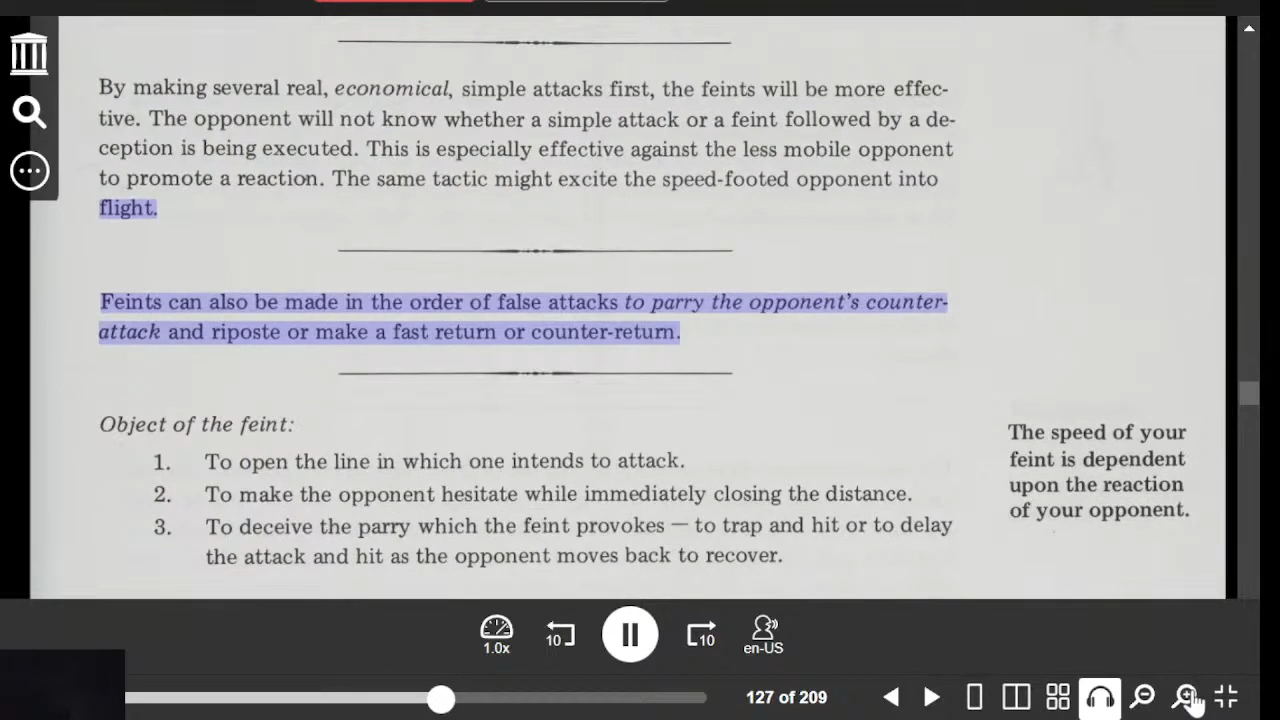 By making several real, economical, simple attacks first, the feints will be more effec-
tive. The opponent will not know whether a simple attack or a feint followed by a de-
ception is being executed. This is especially effective against the less mobile opponent
to promote a reaction. The same tactic might excite the speed-footed opponent into
flight.
Feints can also be made in the order of false attacks to parry the opponent's counter-
attack and riposte or make a fast return or counter-return.
Object of the feint:
1. To open the line in which one intends to attack.
2. To make the opponent hesitate while immediately closing the distance.
3. To deceive the parry which the feint provokes — to trap and hit or to delay
the attack and hit as the opponent moves back to recover.
The speed of your
feint is dependent
upon the reaction
of your opponent.
1.0x
10
10
en-US
127 of 209